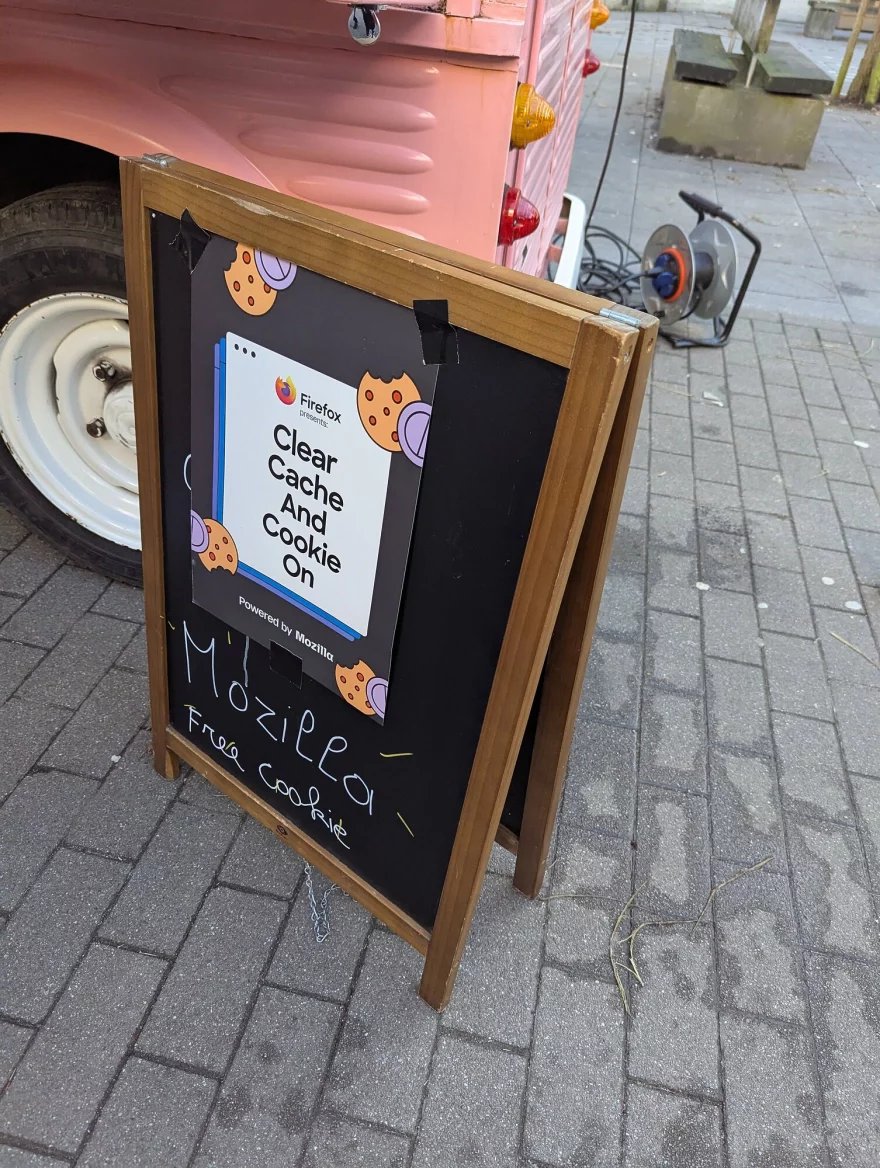 Firefox
presents:
Clear
Cache
And
Cookie
On
Powered by Mozilla
Mozilla
Free cookie